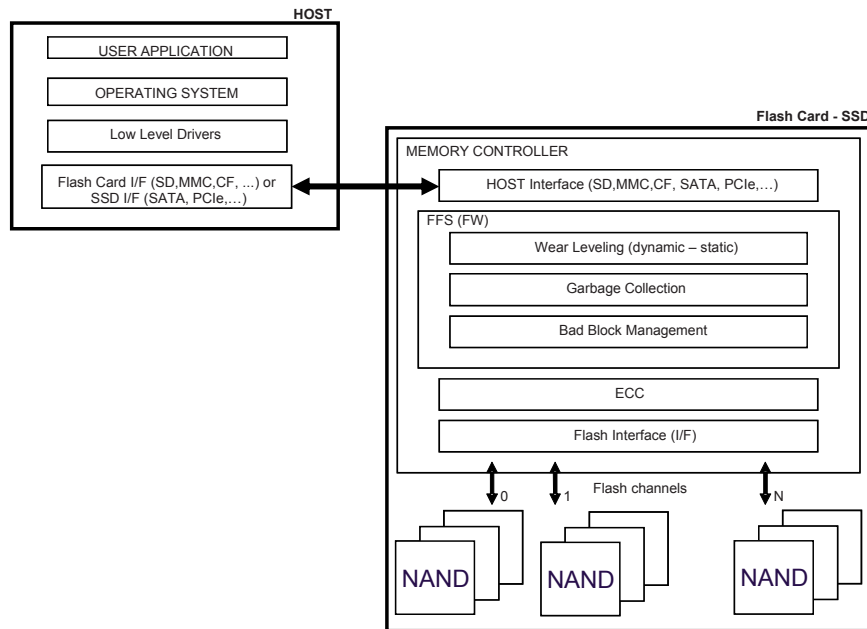 HOST
USER APPLICATION
OPERATING SYSTEM
Low Level Drivers
Flash Card I/F (SD,MMC,CF, ...) or
SSD I/F (SATA, PCIe,...)
Flash Card - SSD
MEMORY CONTROLLER
HOST Interface (SD,MMC,CF, SATA, PCIe,...)
FFS (FW)
Wear Leveling (dynamic – static)
Garbage Collection
Bad Block Management
ECC
Flash Interface (I/F)
0
1
Flash channels
N
NAND
NAND
NAND